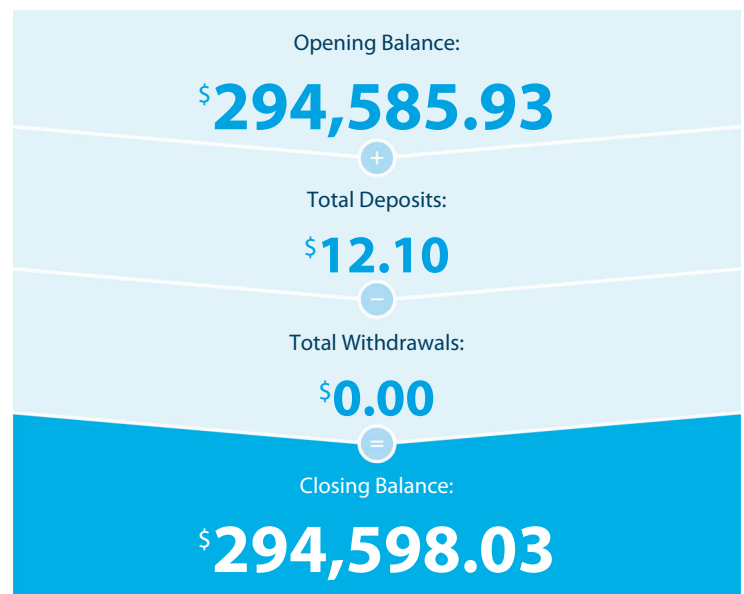 Opening Balance:
$294,585.93
+
Total Deposits:
$12.10
−
Total Withdrawals:
$0.00
=
Closing Balance:
$294,598.03